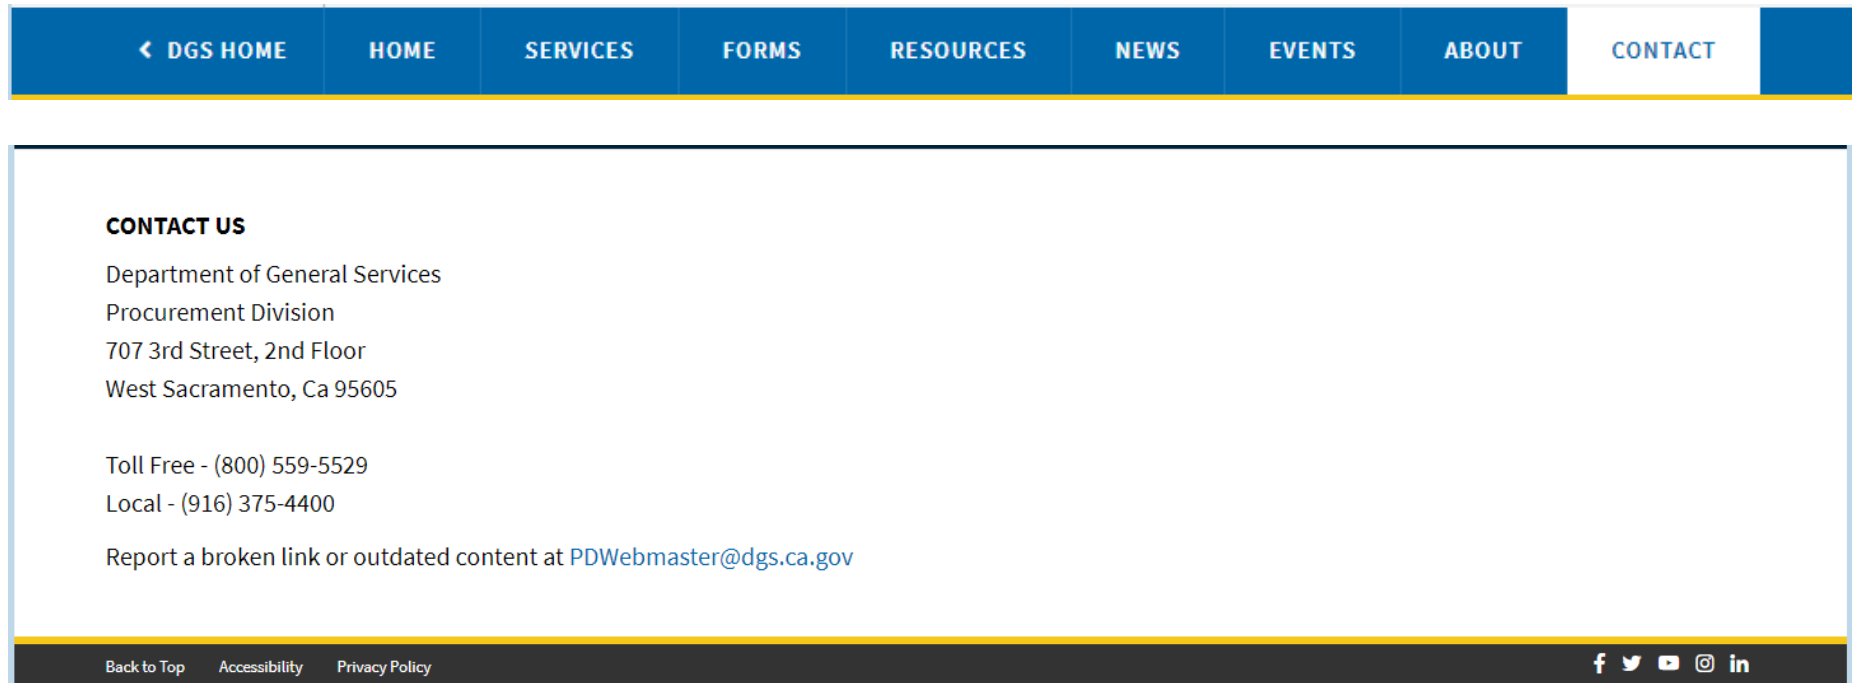 DGS HOME HOME SERVICES FORMS RESOURCES NEWS EVENTS ABOUT CONTACT
CONTACT US
Department of General Services
Procurement Division
707 3rd Street, 2nd Floor
West Sacramento, Ca 95605
Toll Free - (800) 559-5529
Local - (916) 375-4400
Report a broken link or outdated content at PDWebmaster@dgs.ca.gov
Back to Top Accessibility Privacy Policy